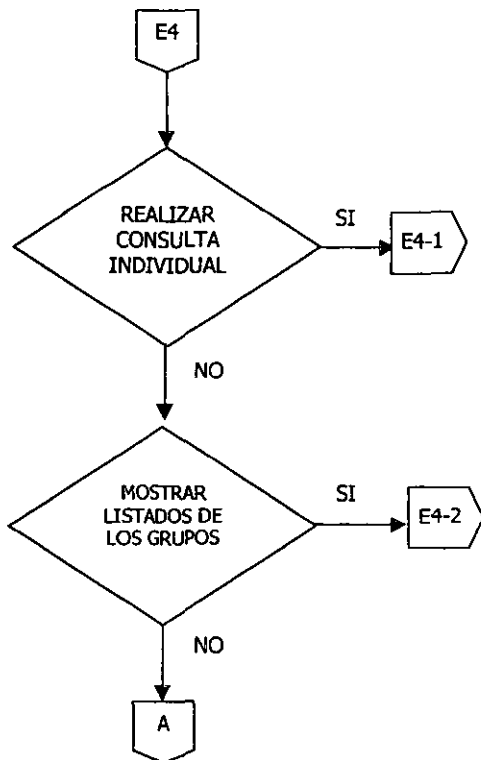 E4
REALIZAR
CONSULTA
INDIVIDUAL
SI
E4-1
NO
MOSTRAR
LISTADOS DE
LOS GRUPOS
SI
E4-2
NO
A